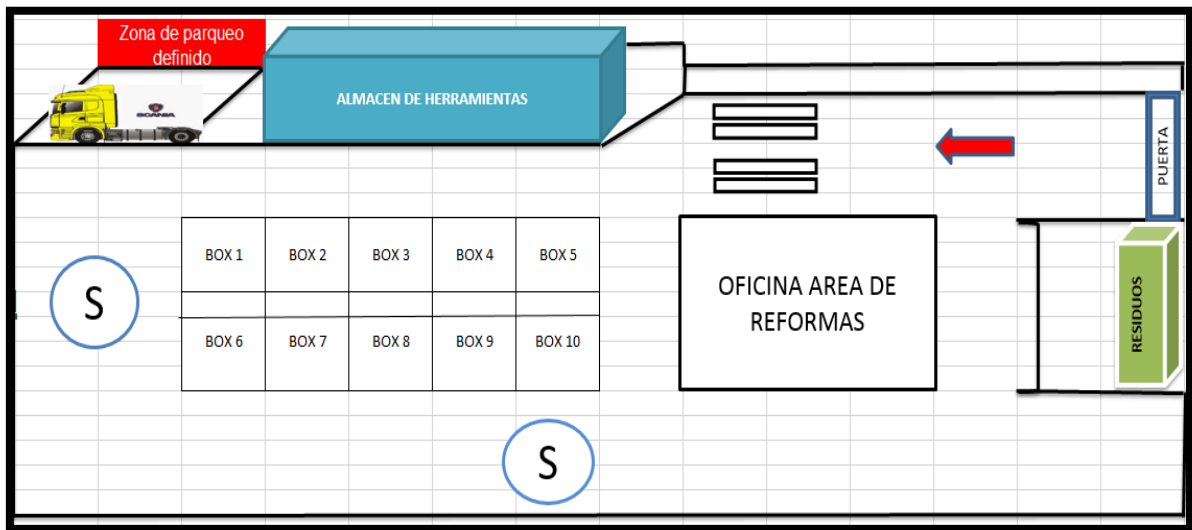 Zona de parqueo
definido
SCANIA
ALMACEN DE HERRAMIENTAS
PUERTA
BOX 1
BOX 2
BOX 3
BOX 4
BOX 5
BOX 6
BOX 7
BOX 8
BOX 9
BOX 10
OFICINA AREA DE
REFORMAS
RESIDUOS
S
S